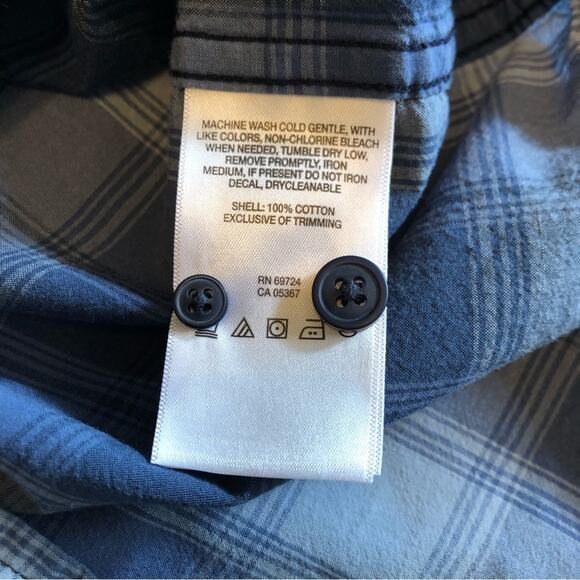 MACHINE WASH COLD GENTLE, WITH
LIKE COLORS, NON-CHLORINE BLEACH
WHEN NEEDED, TUMBLE DRY LOW,
REMOVE PROMPTLY, IRON
MEDIUM, IF PRESENT DO NOT IRON
DECAL, DRYCLEANABLE
SHELL: 100% COTTON
EXCLUSIVE OF TRIMMING
RN 69724
CA 05367